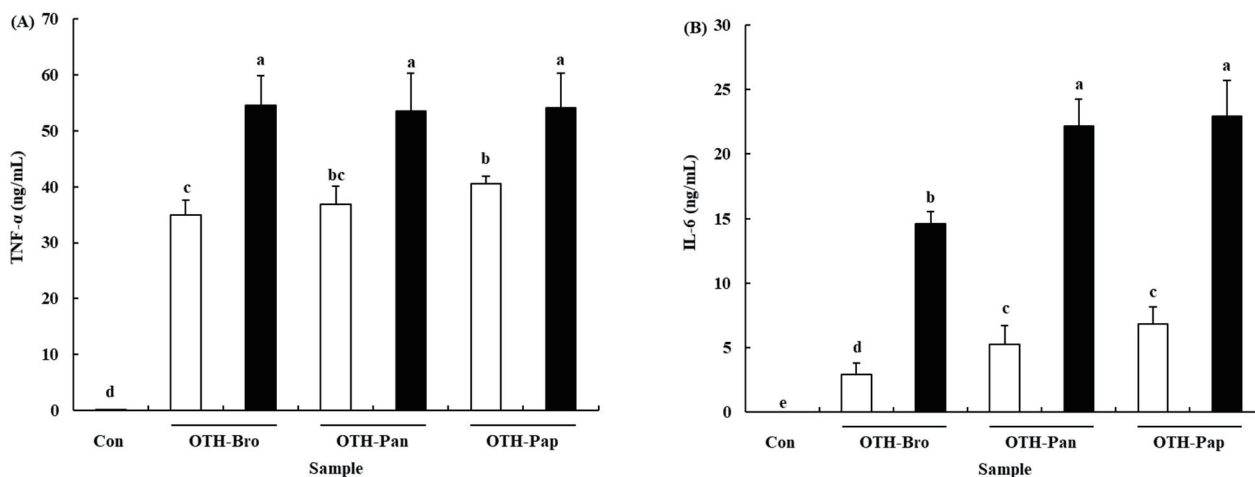 (A)
TNF-α (ng/mL)
70
60
50
40
30
20
10
0
d
c
a
bc
a
b
a
Con
OTH-Bro
OTH-Pan
OTH-Pap
Sample
(B)
IL-6 (ng/mL)
30
25
20
15
10
5
0
e
d
b
c
a
c
a
Con
OTH-Bro
OTH-Pan
OTH-Pap
Sample